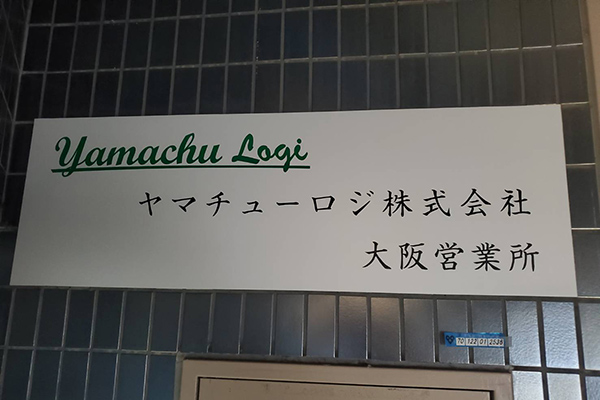 Yamachu Logi
ヤマチューロジ株式会社
大阪営業所